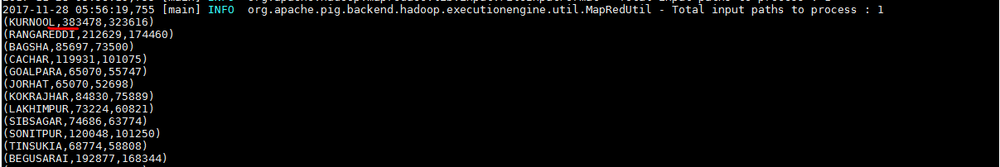 2017-11-28 05:56:19,755 [main] INFO  org.apache.pig.backend.hadoop.executionengine.util.MapRedUtil - Total input paths to process : 1
(KURNOOL,383478,323616)
(RANGAREDDI,212629,174460)
(BAGSHA,85697,73500)
(CACHAR,119931,101075)
(GOALPARA,65070,55747)
(JORHAT,65070,52698)
(KOKRAJHAR,84830,75889)
(LAKHIMPUR,73224,60821)
(SIBSAGAR,74686,63774)
(SONITPUR,120048,101250)
(TINSUKIA,68774,58808)
(BEGUSARAI,192877,168344)